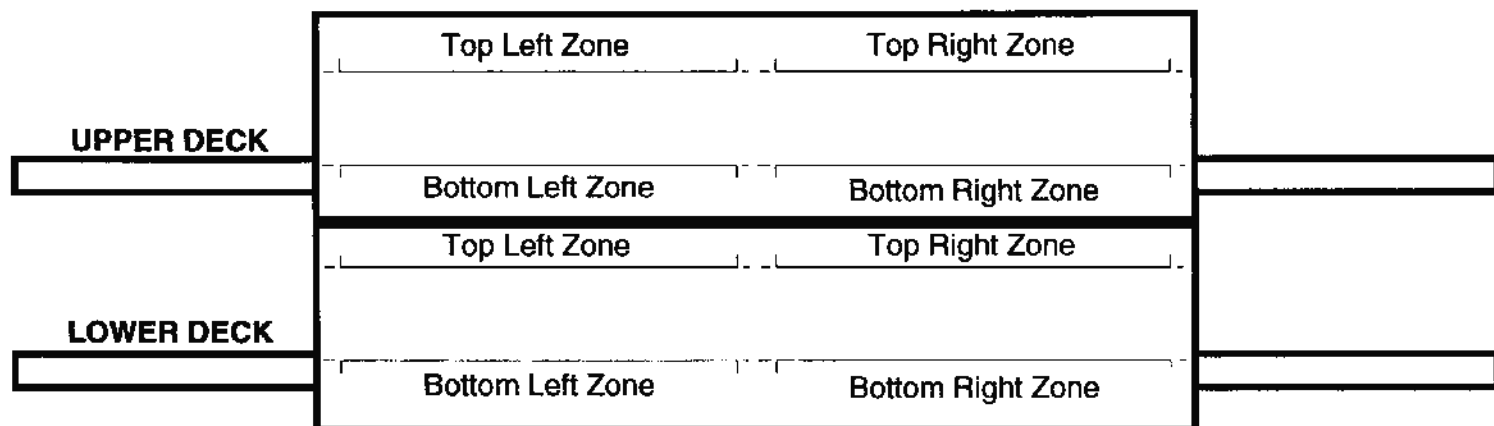 Top Left Zone Top Right Zone
UPPER DECK
Bottom Left Zone Bottom Right Zone
Top Left Zone Top Right Zone
LOWER DECK
Bottom Left Zone Bottom Right Zone